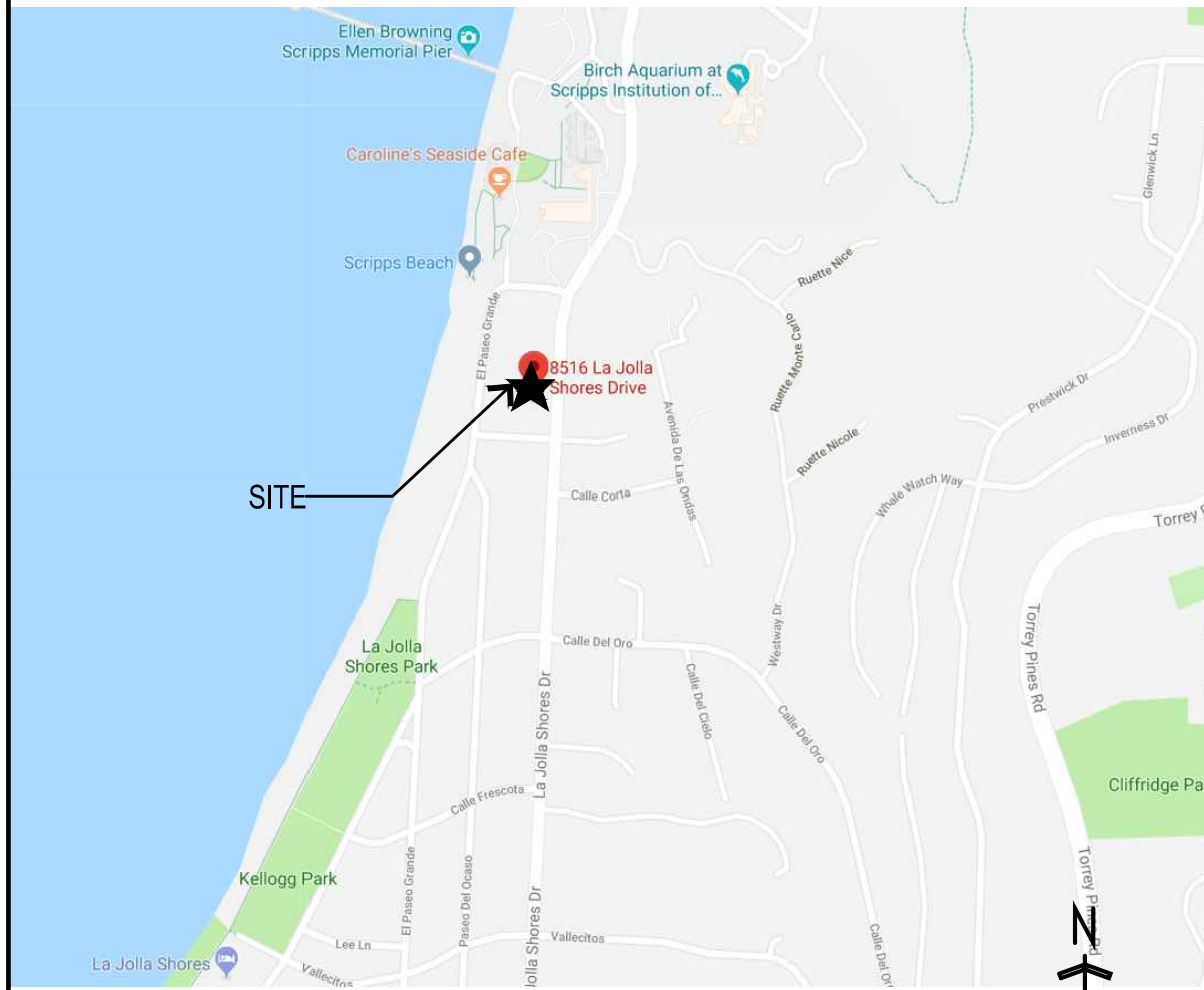 Ellen Browning
Scripps Memorial Pier
Birch Aquarium at
Scripps Institution of...
Caroline's Seaside Cafe
Glenwick Ln
Scripps Beach
Ruette Nice
El Paseo Grande
Ruette Monte Carlo
8516 La Jolla
Shores Drive
Prestwick Dr
Inverness Dr
Avenida De Las Ondas
Ruette Nicole
SITE
Calle Corta
Whale Watch Way
Torrey
Torrey Pines Rd
La Jolla
Shores Park
Calle Del Oro
Westway Dr
Calle Del Cielo
La Jolla Shores Dr
Calle Del Oro
Cliffridge Pa
Calle Frescota
Kellogg Park
El Paseo Grande
Paseo Del Ocaso
Torrey Pines Rd
N
Lee Ln
Vallecitos
La Jolla Shores
Vallecitos
Jolla Shores Dr
Calle Del Oro